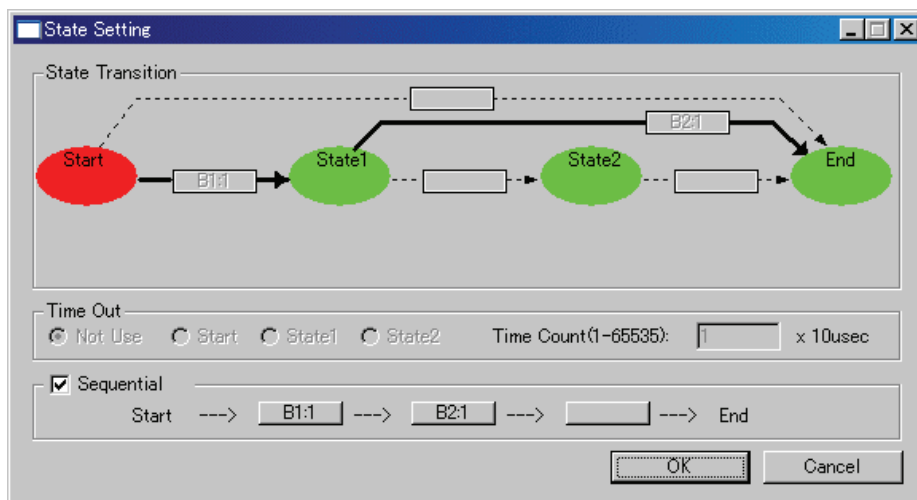 State Setting
State Transition
B2:1
Start
State1
State2
End
B1:1
Time Out
Not Use Start State1 State2 Time Count(1-65535): 1 x 10usec
Sequential
Start ---> B1:1 ---> B2:1 ---> ---> End
OK Cancel